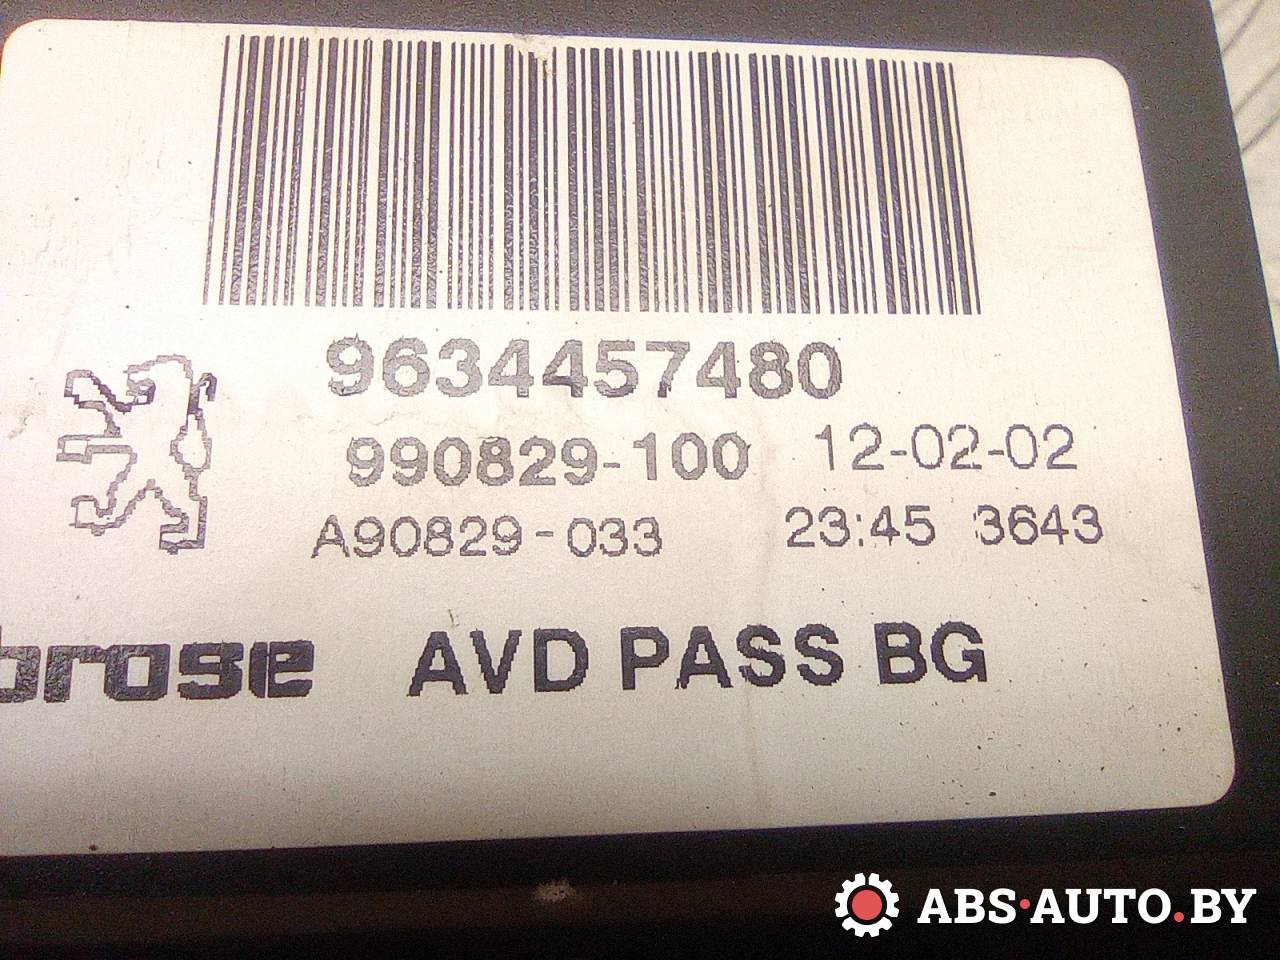 9634457480
990829-100 12-02-02
A90829-033 23:45 3643
brose AVD PASS BG
ABS·AUTO.BY